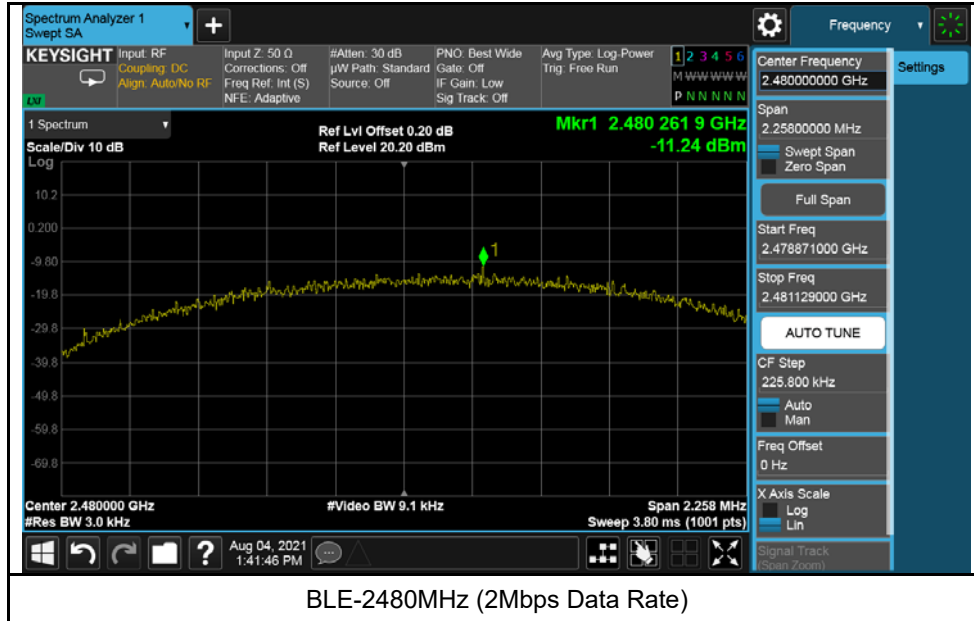 Spectrum Analyzer 1
Swept SA
+
Frequency
KEYSIGHT
Input: RF
Coupling: DC
Align: Auto/No RF
Input Z: 50 Ω
Corrections: Off
Freq Ref: Int (S)
NFE: Adaptive
#Atten: 30 dB
µW Path: Standard
Source: Off
PNO: Best Wide
Gate: Off
IF Gain: Low
Sig Track: Off
Avg Type: Log-Power
Trig: Free Run
1 2 3 4 5 6
M W W W W W
P N N N N N
LXI
1 Spectrum
Scale/Div 10 dB
Ref Lvl Offset 0.20 dB
Ref Level 20.20 dBm
Mkr1 2.480 261 9 GHz
-11.24 dBm
Log
10.2
0.200
-9.80
-19.8
-29.8
-39.8
-49.8
-59.8
-69.8
1
Center 2.480000 GHz
#Res BW 3.0 kHz
#Video BW 9.1 kHz
Span 2.258 MHz
Sweep 3.80 ms (1001 pts)
Center Frequency
2.480000000 GHz
Settings
Span
2.25800000 MHz
Swept Span
Zero Span
Full Span
Start Freq
2.478871000 GHz
Stop Freq
2.481129000 GHz
AUTO TUNE
CF Step
225.800 kHz
Auto
Man
Freq Offset
0 Hz
X Axis Scale
Log
Lin
Signal Track
(Span Zoom)
?
Aug 04, 2021
1:41:46 PM
BLE-2480MHz (2Mbps Data Rate)